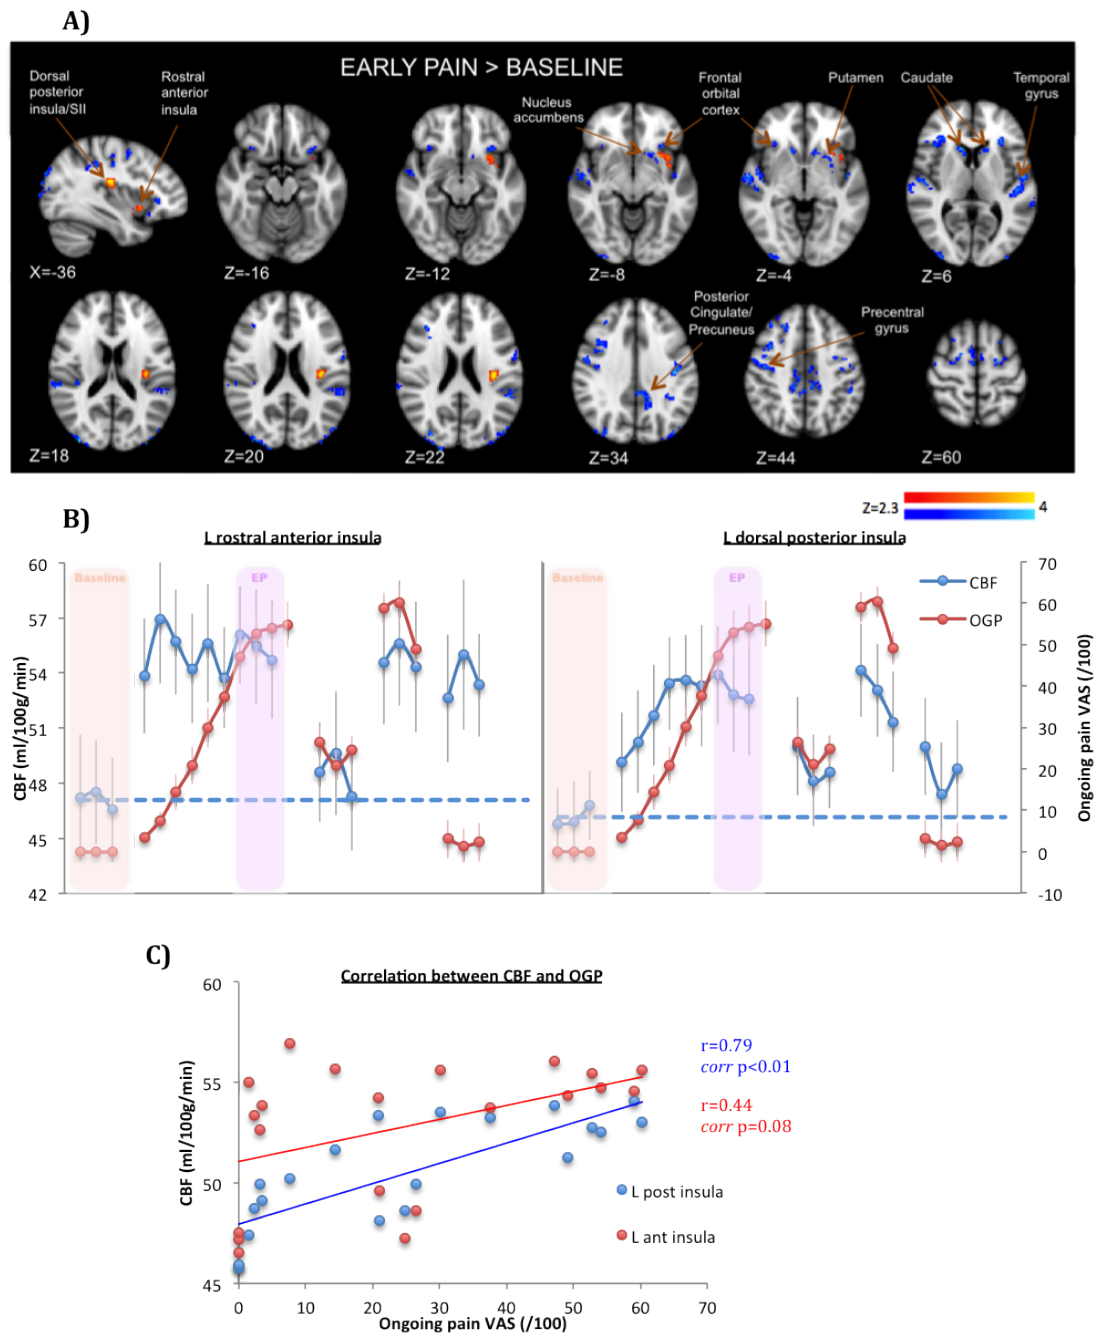 A)
EARLY PAIN > BASELINE
Dorsal
posterior
insula/SII
Rostral
anterior
insula
Nucleus
accumbens
Frontal
orbital
cortex
Putamen
Caudate
Temporal
gyrus
X=-36
Z=-16
Z=-12
Z=-8
Z=-4
Z=6
Posterior
Cingulate/
Precuneus
Precentral
gyrus
Z=18
Z=20
Z=22
Z=34
Z=44
Z=60
Z=2.3
4
B)
L rostral anterior insula
L dorsal posterior insula
Baseline
EP
Baseline
EP
CBF
OGP
CBF (ml/100g/min)
60
57
54
51
48
45
42
70
60
50
40
30
20
10
0
-10
Ongoing pain VAS (/100)
C)
Correlation between CBF and OGP
CBF (ml/100g/min)
60
55
50
45
r=0.79
corr p<0.01
r=0.44
corr p=0.08
L post insula
L ant insula
0 10 20 30 40 50 60 70
Ongoing pain VAS (/100)